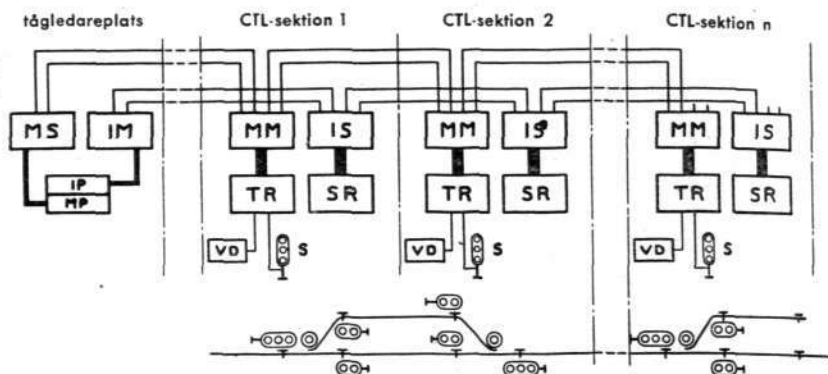 tågledareplats CTL-sektion 1 CTL-sektion 2 CTL-sektion n
MS IM MM IS MM IS MM IS
IP
MP
TR SR TR SR TR SR
VD S VD S VD S